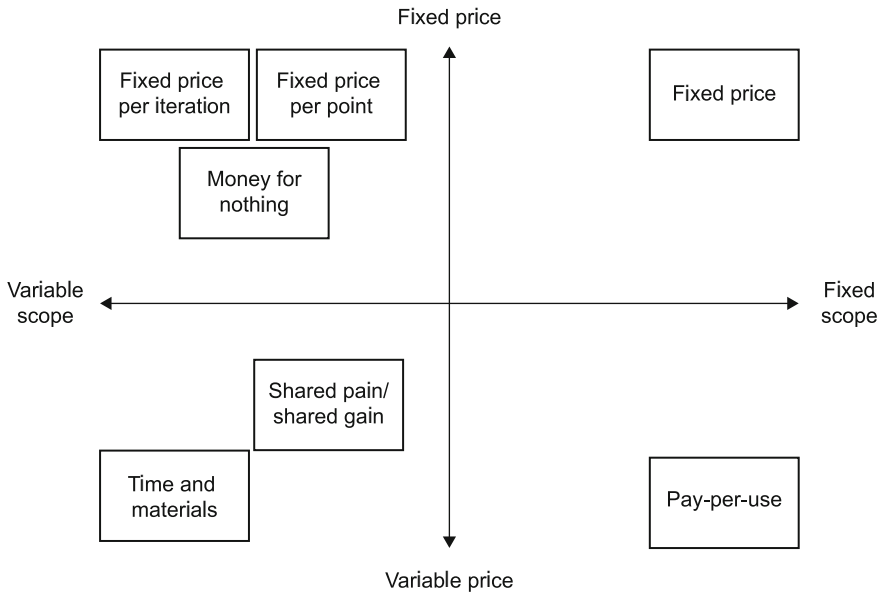 Fixed price
Fixed price
per iteration
Fixed price
per point
Fixed price
Money for
nothing
Variable
scope
Fixed
scope
Shared pain/
shared gain
Time and
materials
Pay-per-use
Variable price